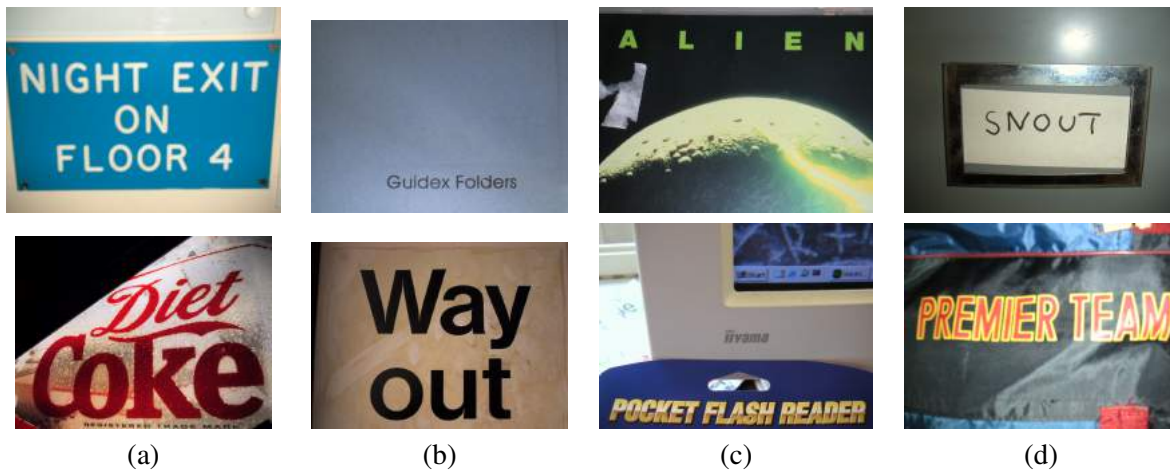 NIGHT EXIT
ON
FLOOR 4
Guidex Folders
ALIEN
SNOUT
Diet
Coke
REGISTERED TRADE MARK
Way
out
iiyama
POCKET FLASH READER
PREMIER TEAM
(a)
(b)
(c)
(d)